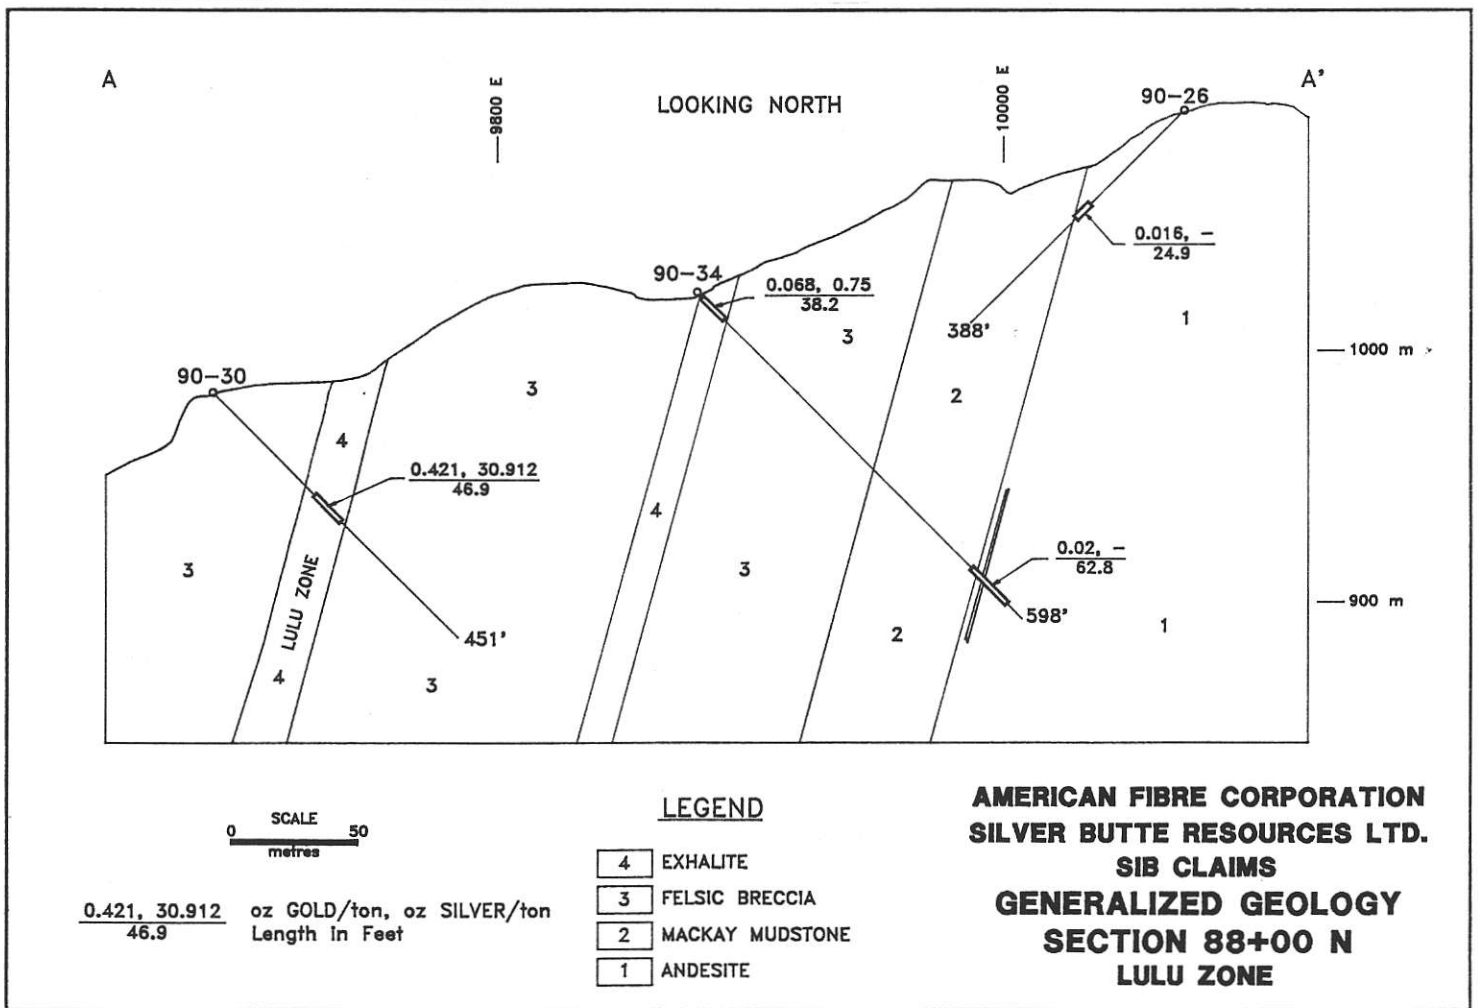 A
9800 E
LOOKING NORTH
10000 E
A'
90-26
0.016, -
24.9
90-34
0.068, 0.75
38.2
388'
1
3
1000 m
90-30
3
2
4
0.421, 30.912
46.9
4
0.02, -
62.8
3
LULU ZONE
3
900 m
598'
1
451'
2
4
3
SCALE
0 50
metres
0.421, 30.912 oz GOLD/ton, oz SILVER/ton
46.9 Length in Feet
LEGEND
4 EXHALITE
3 FELSIC BRECCIA
2 MACKAY MUDSTONE
1 ANDESITE
AMERICAN FIBRE CORPORATION
SILVER BUTTE RESOURCES LTD.
SIB CLAIMS
GENERALIZED GEOLOGY
SECTION 88+00 N
LULU ZONE